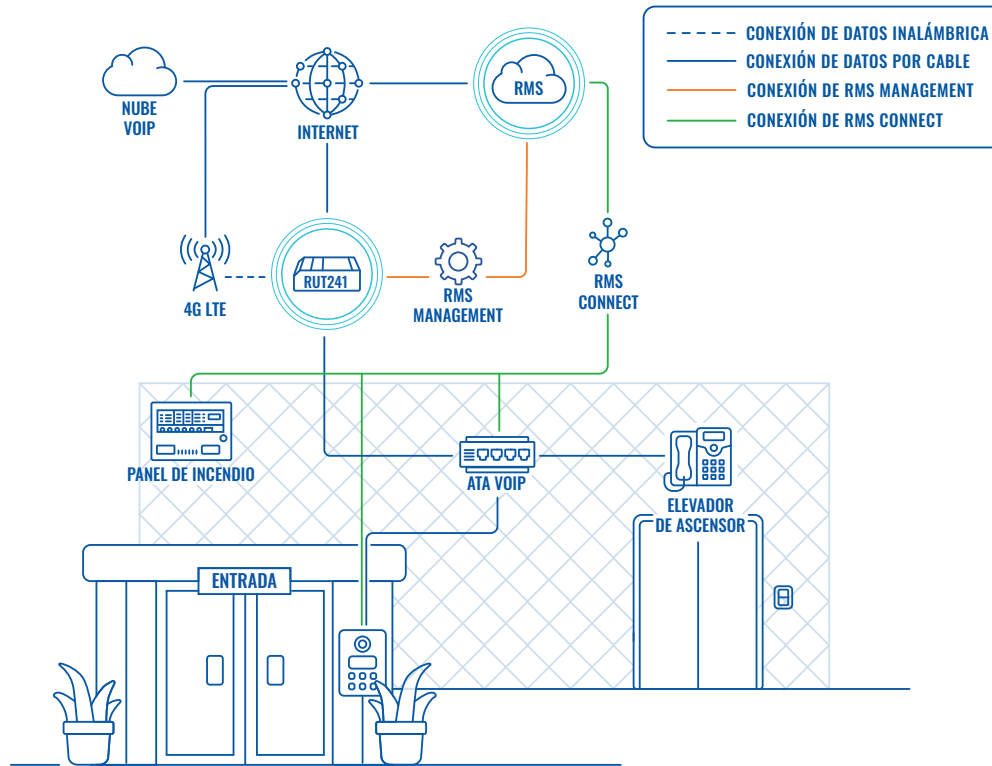 CONEXIÓN DE DATOS INALÁMBRICA
CONEXIÓN DE DATOS POR CABLE
CONEXIÓN DE RMS MANAGEMENT
CONEXIÓN DE RMS CONNECT
NUBE
VOIP
INTERNET
RMS
4G LTE
RUT241
RMS
MANAGEMENT
RMS
CONNECT
PANEL DE INCENDIO
ATA VOIP
ELEVADOR
DE ASCENSOR
ENTRADA